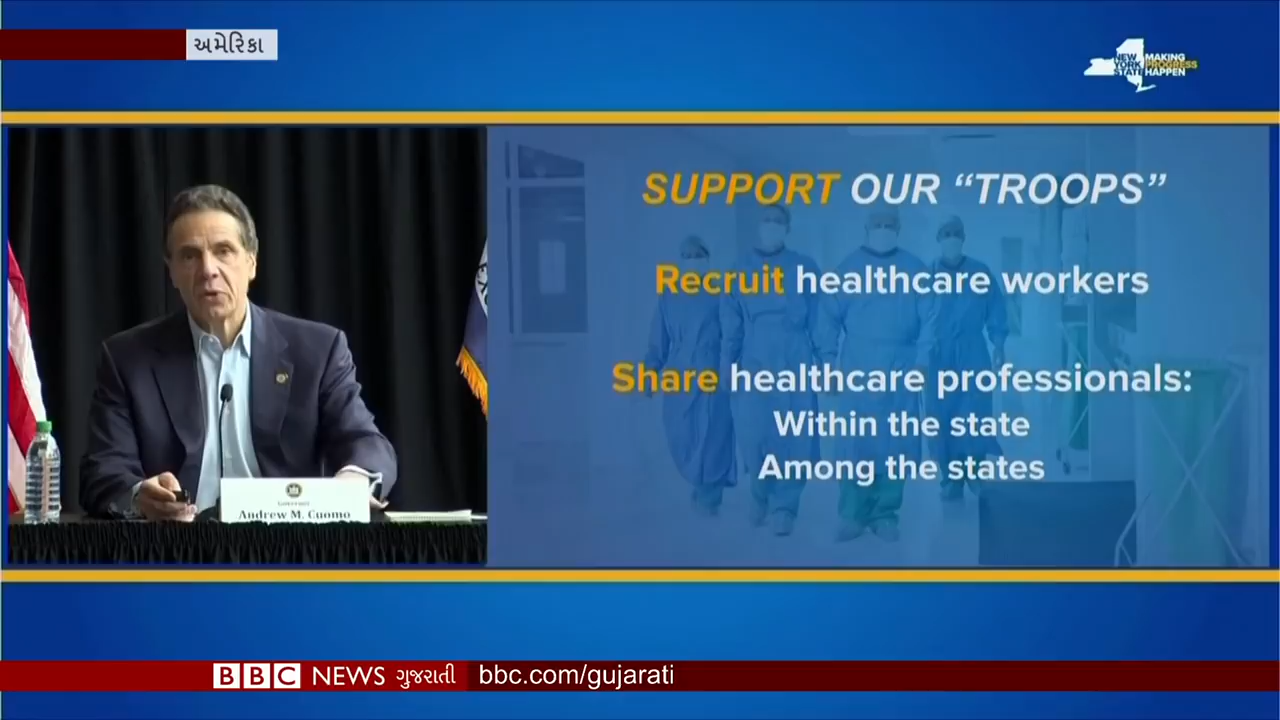 અમેરિકા
NEW
YORK
STATE
MAKING
PROGRESS
HAPPEN
SUPPORT OUR “TROOPS”
Recruit healthcare workers
Share healthcare professionals:
Within the state
Among the states
GOVERNOR
Andrew M. Cuomo
BBC NEWS ગુજરાતી bbc.com/gujarati